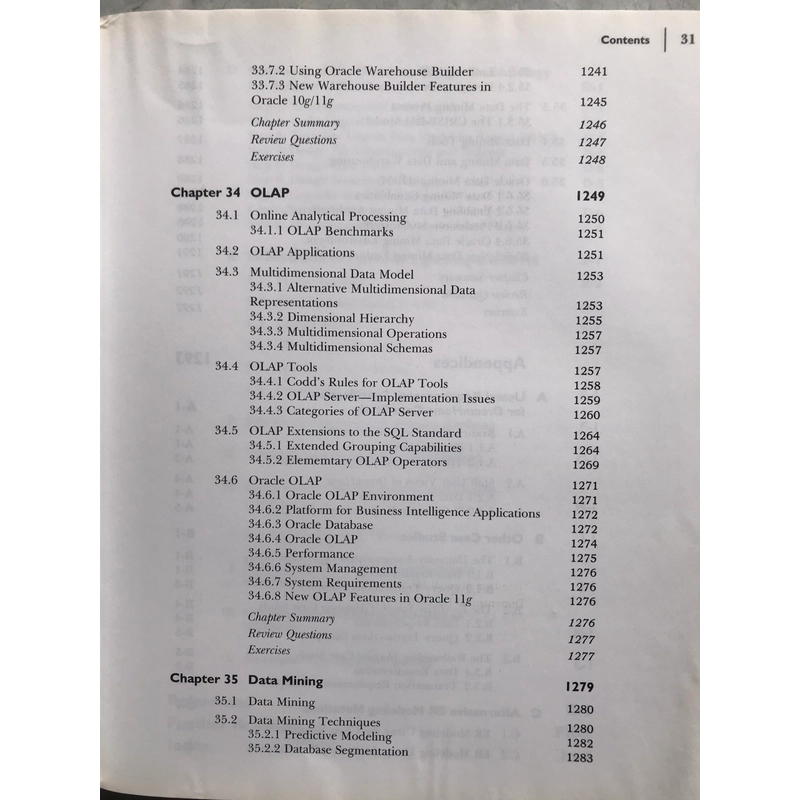 Contents | 31
33.7.2 Using Oracle Warehouse Builder 1241
33.7.3 New Warehouse Builder Features in
Oracle 10g/11g 1245
Chapter Summary 1246
Review Questions 1247
Exercises 1248
Chapter 34 OLAP 1249
34.1 Online Analytical Processing 1250
34.1.1 OLAP Benchmarks 1251
34.2 OLAP Applications 1251
34.3 Multidimensional Data Model 1253
34.3.1 Alternative Multidimensional Data
Representations 1253
34.3.2 Dimensional Hierarchy 1255
34.3.3 Multidimensional Operations 1257
34.3.4 Multidimensional Schemas 1257
34.4 OLAP Tools 1257
34.4.1 Codd's Rules for OLAP Tools 1258
34.4.2 OLAP Server—Implementation Issues 1259
34.4.3 Categories of OLAP Server 1260
34.5 OLAP Extensions to the SQL Standard 1264
34.5.1 Extended Grouping Capabilities 1264
34.5.2 Elememtary OLAP Operators 1269
34.6 Oracle OLAP 1271
34.6.1 Oracle OLAP Environment 1271
34.6.2 Platform for Business Intelligence Applications 1272
34.6.3 Oracle Database 1272
34.6.4 Oracle OLAP 1274
34.6.5 Performance 1275
34.6.6 System Management 1276
34.6.7 System Requirements 1276
34.6.8 New OLAP Features in Oracle 11g 1276
Chapter Summary 1276
Review Questions 1277
Exercises 1277
Chapter 35 Data Mining 1279
35.1 Data Mining 1280
35.2 Data Mining Techniques 1280
35.2.1 Predictive Modeling 1282
35.2.2 Database Segmentation 1283